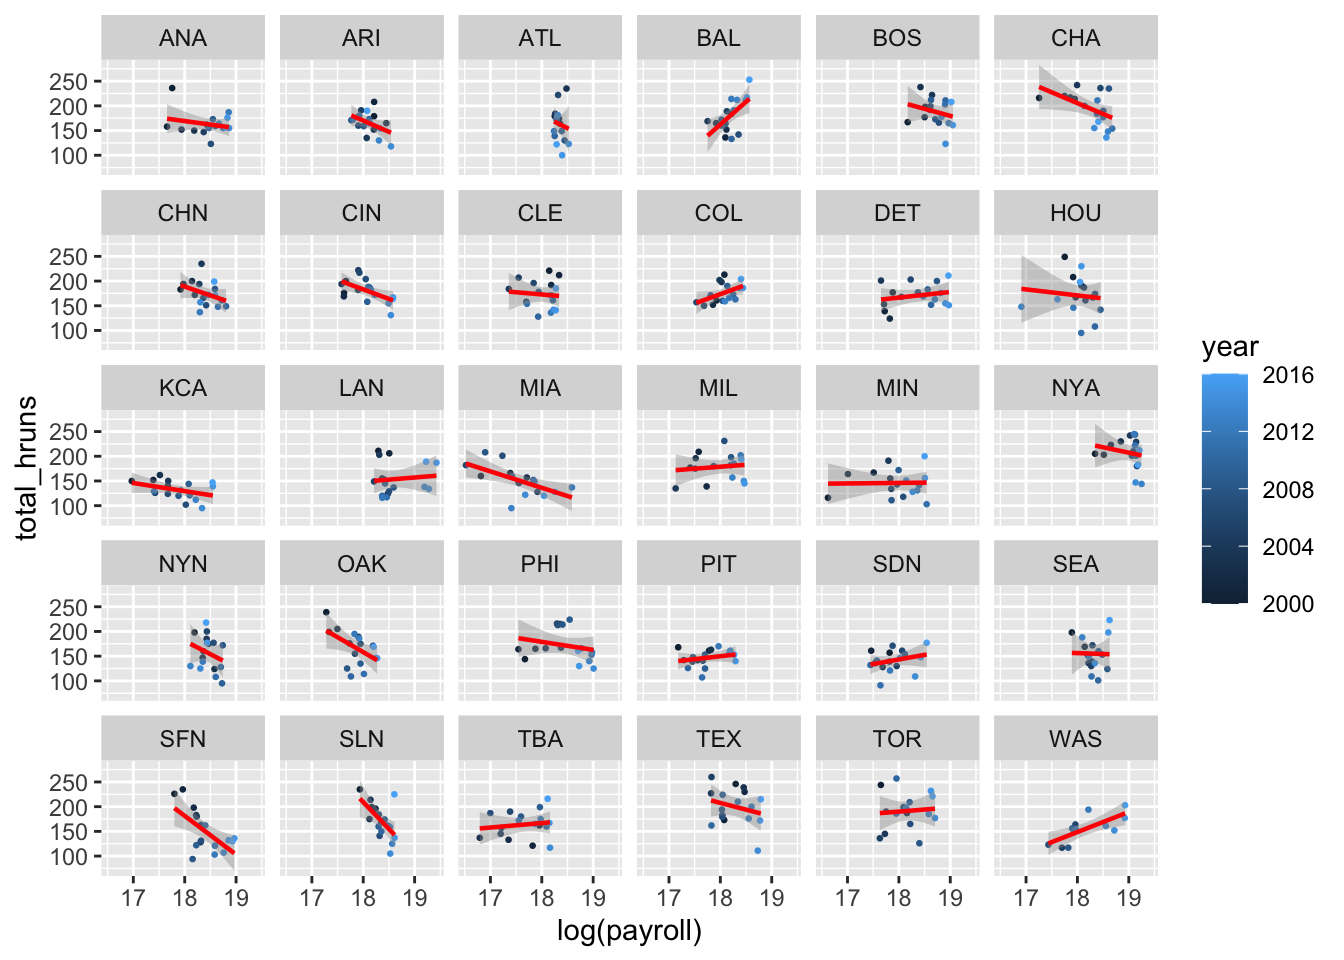 ANA ARI ATL BAL BOS CHA
250
200
150
100
CHN CIN CLE COL DET HOU
250
200
150
100
KCA LAN MIA MIL MIN NYA
250
200
150
100
NYN OAK PHI PIT SDN SEA
250
200
150
100
SFN SLN TBA TEX TOR WAS
250
200
150
100
17 18 19 17 18 19 17 18 19 17 18 19 17 18 19 17 18 19
log(payroll)
total_hruns
year
2016
2012
2008
2004
2000